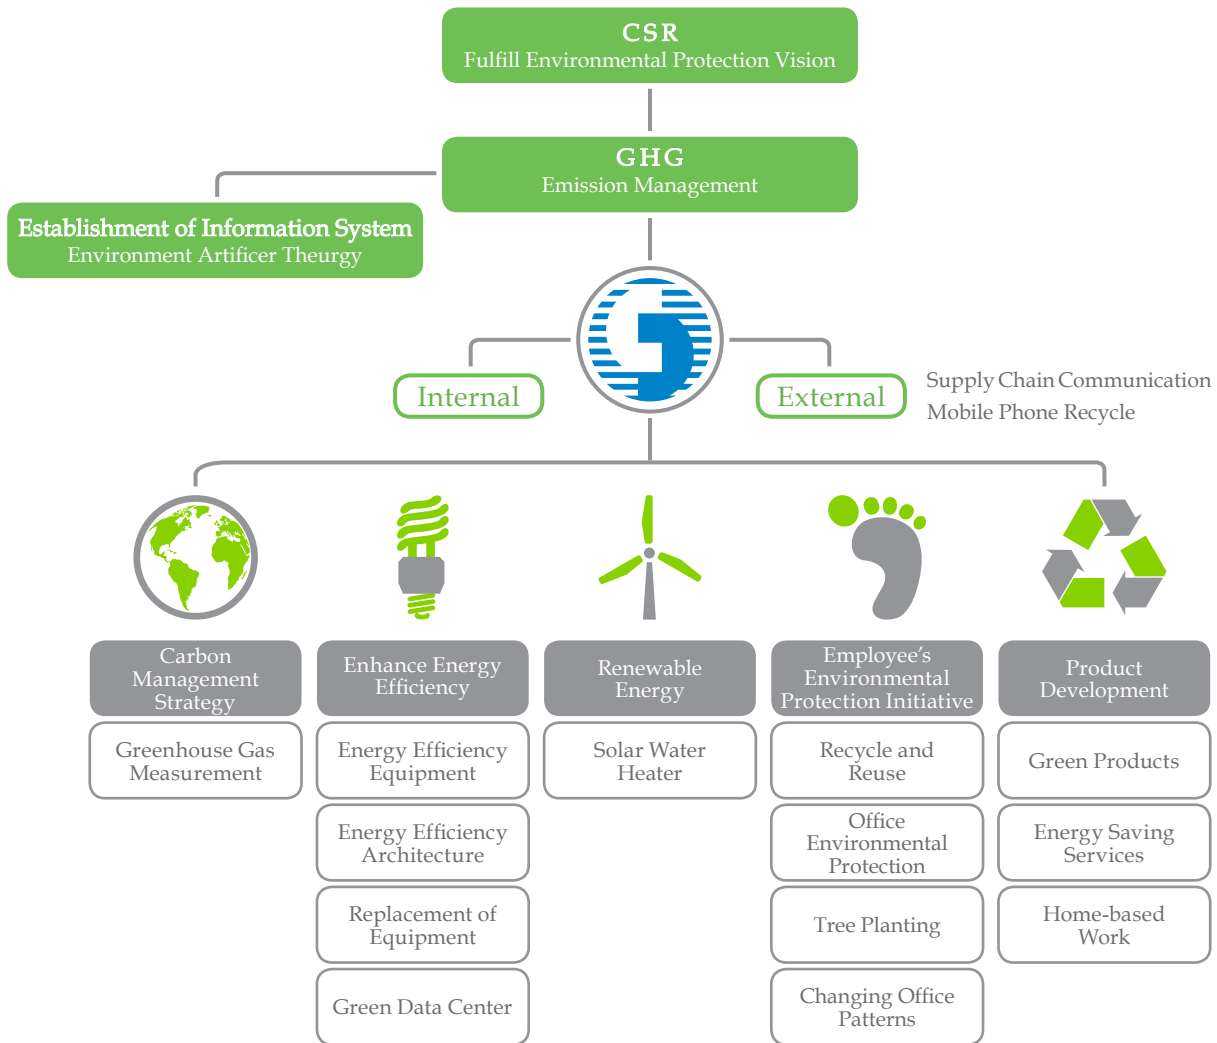 CSR
Fulfill Environmental Protection Vision
GHG
Emission Management
Establishment of Information System
Environment Artificer Theurgy
Internal
External
Supply Chain Communication
Mobile Phone Recycle
Carbon
Management
Strategy
Greenhouse Gas
Measurement
Enhance Energy
Efficiency
Energy Efficiency
Equipment
Energy Efficiency
Architecture
Replacement of
Equipment
Green Data Center
Renewable
Energy
Solar Water
Heater
Employee’s
Environmental
Protection Initiative
Recycle and
Reuse
Office
Environmental
Protection
Tree Planting
Changing Office
Patterns
Product
Development
Green Products
Energy Saving
Services
Home-based
Work